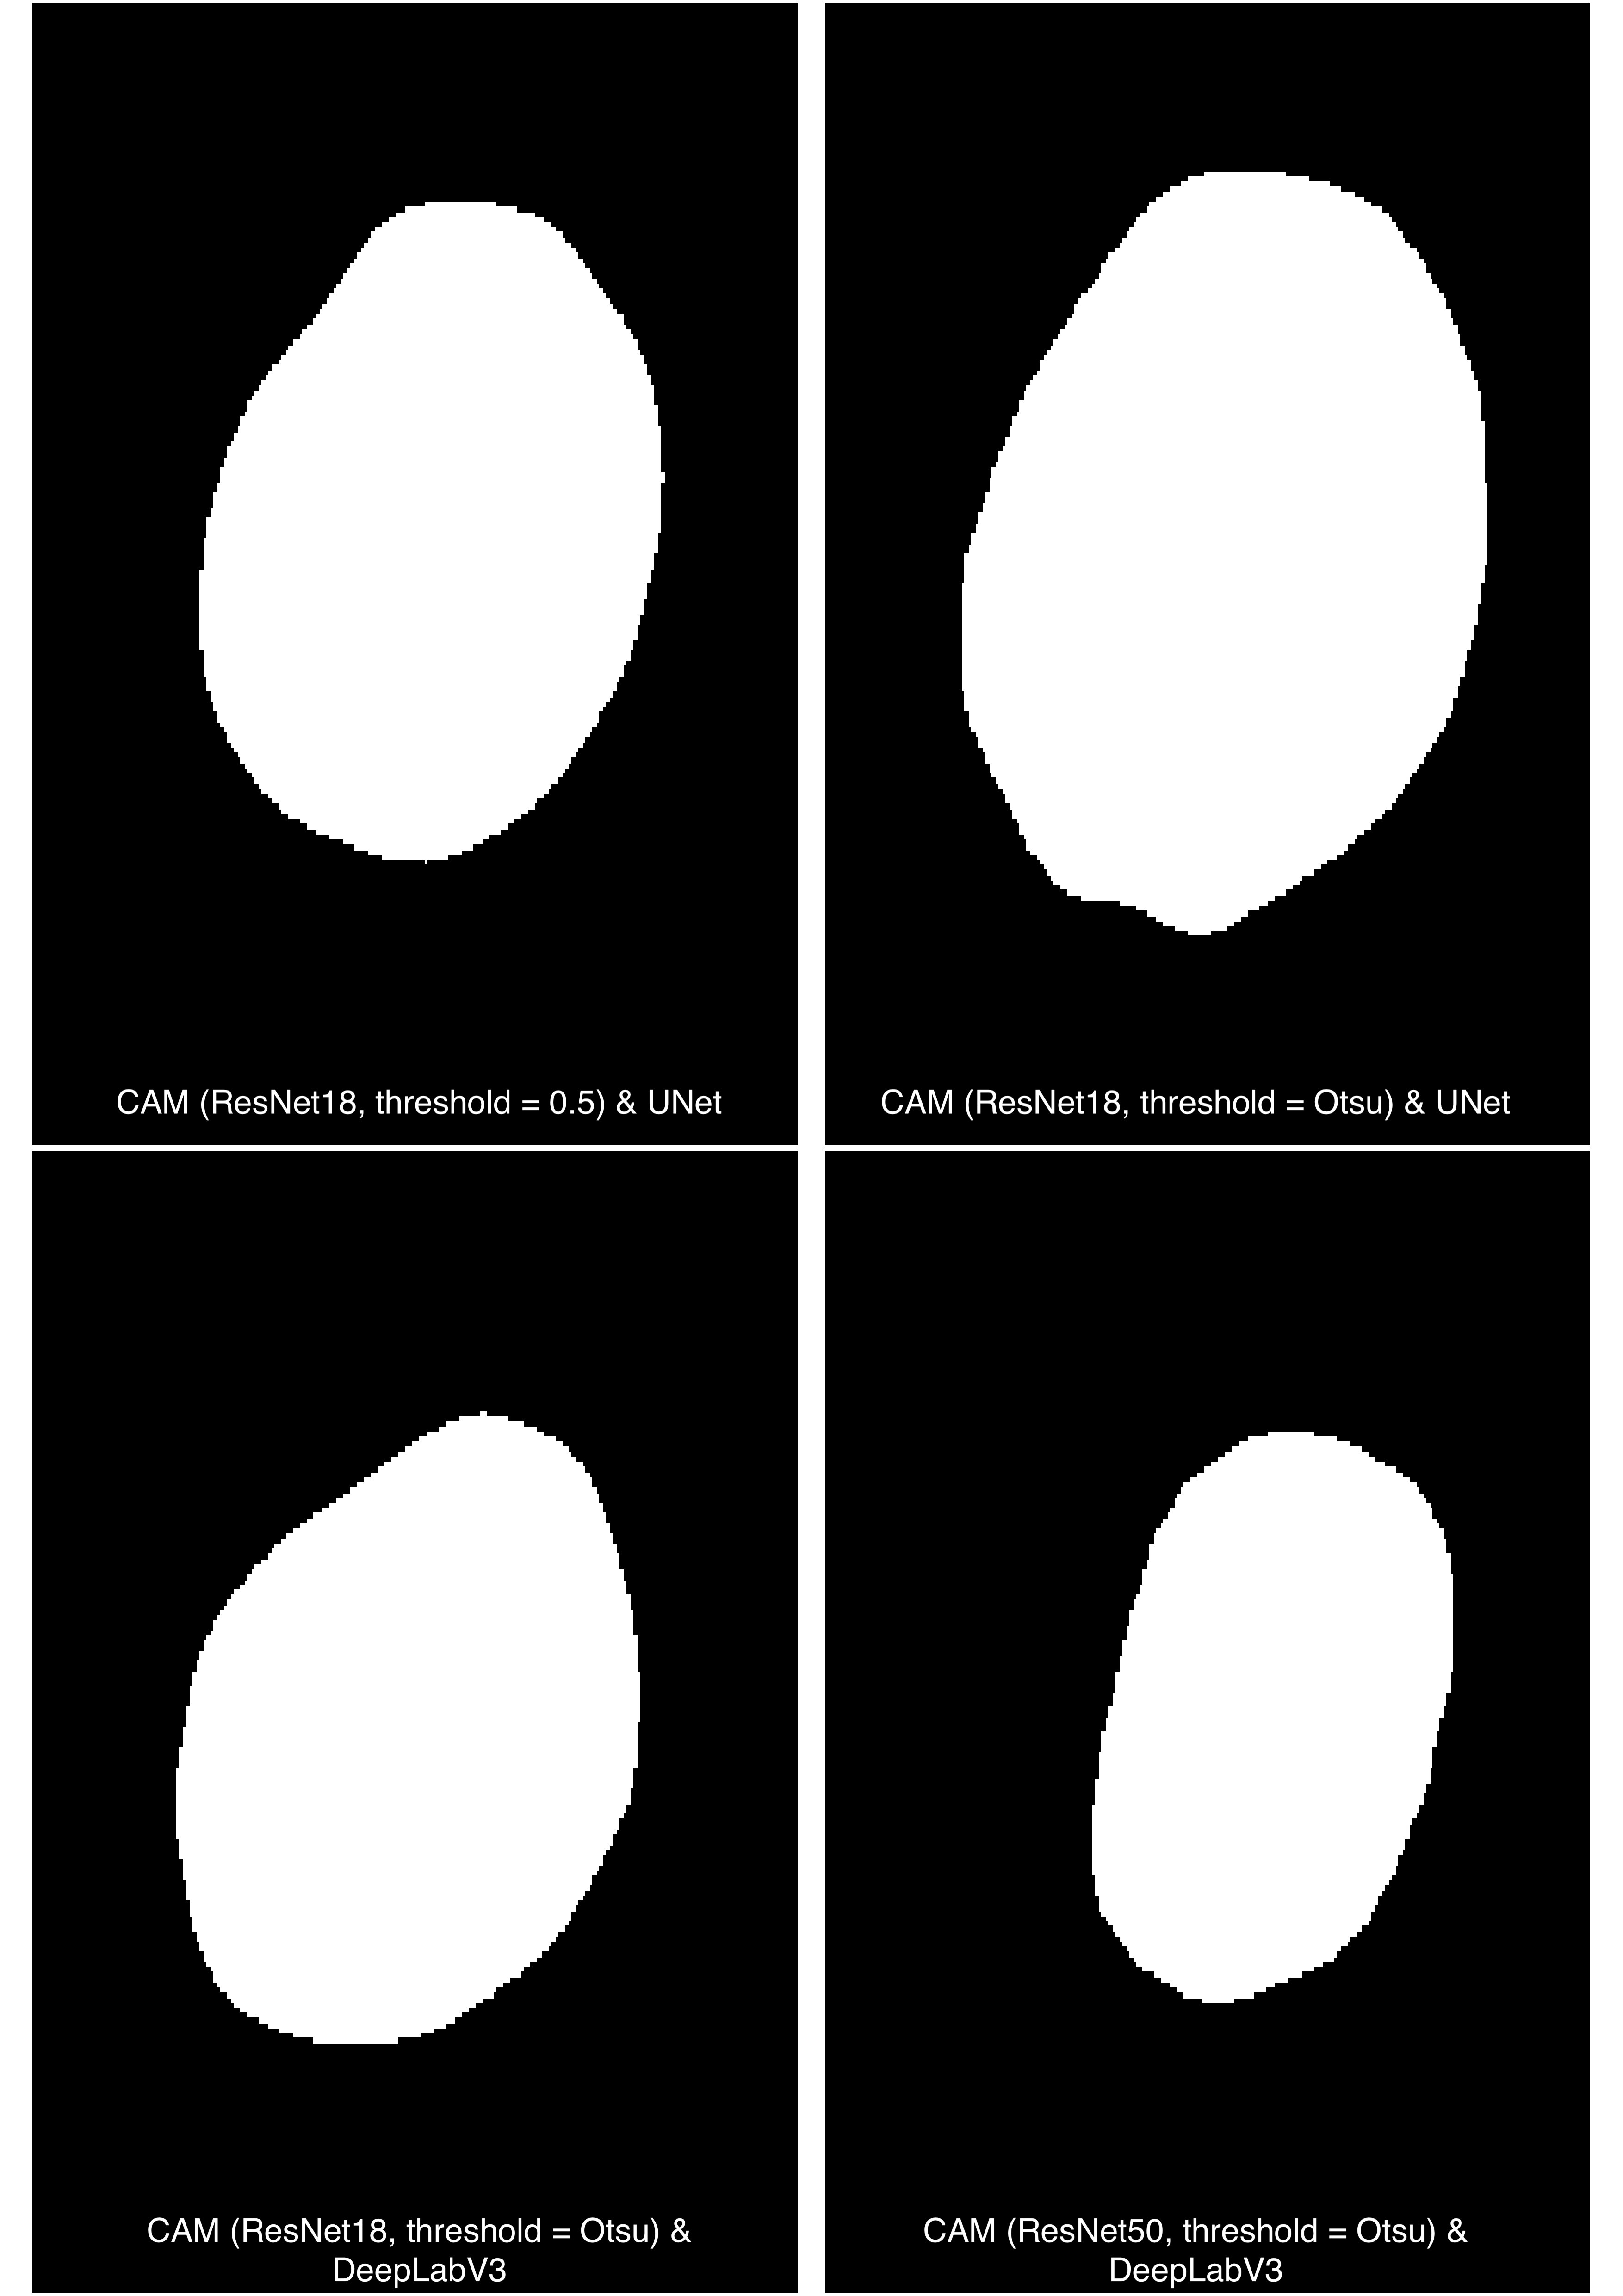 CAM (ResNet18, threshold = 0.5) & UNet
CAM (ResNet18, threshold = Otsu) & UNet
CAM (ResNet18, threshold = Otsu) &
DeepLabV3
CAM (ResNet50, threshold = Otsu) &
DeepLabV3